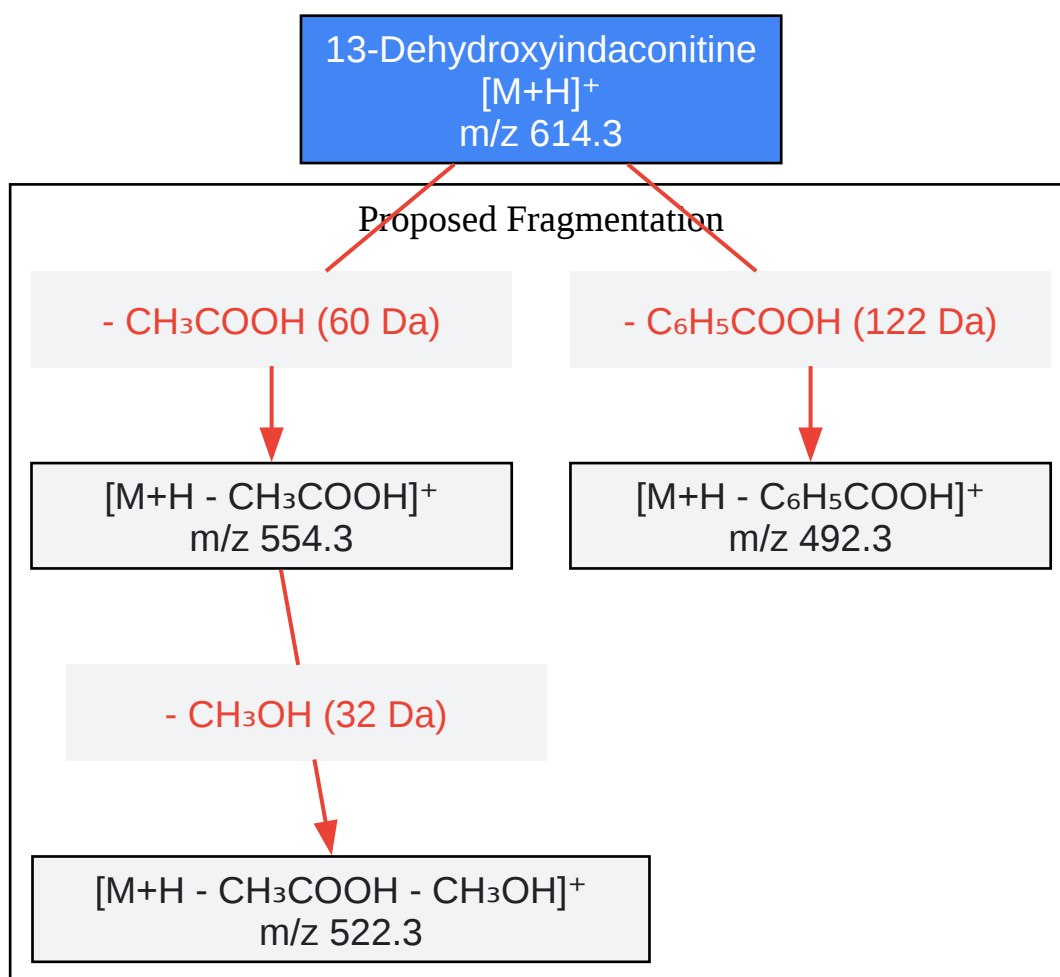 13-Dehydroxyindaconitine
[M+H]⁺
m/z 614.3
Proposed Fragmentation
- CH₃COOH (60 Da)
- C₆H₅COOH (122 Da)
[M+H - CH₃COOH]⁺
m/z 554.3
[M+H - C₆H₅COOH]⁺
m/z 492.3
- CH₃OH (32 Da)
[M+H - CH₃COOH - CH₃OH]⁺
m/z 522.3